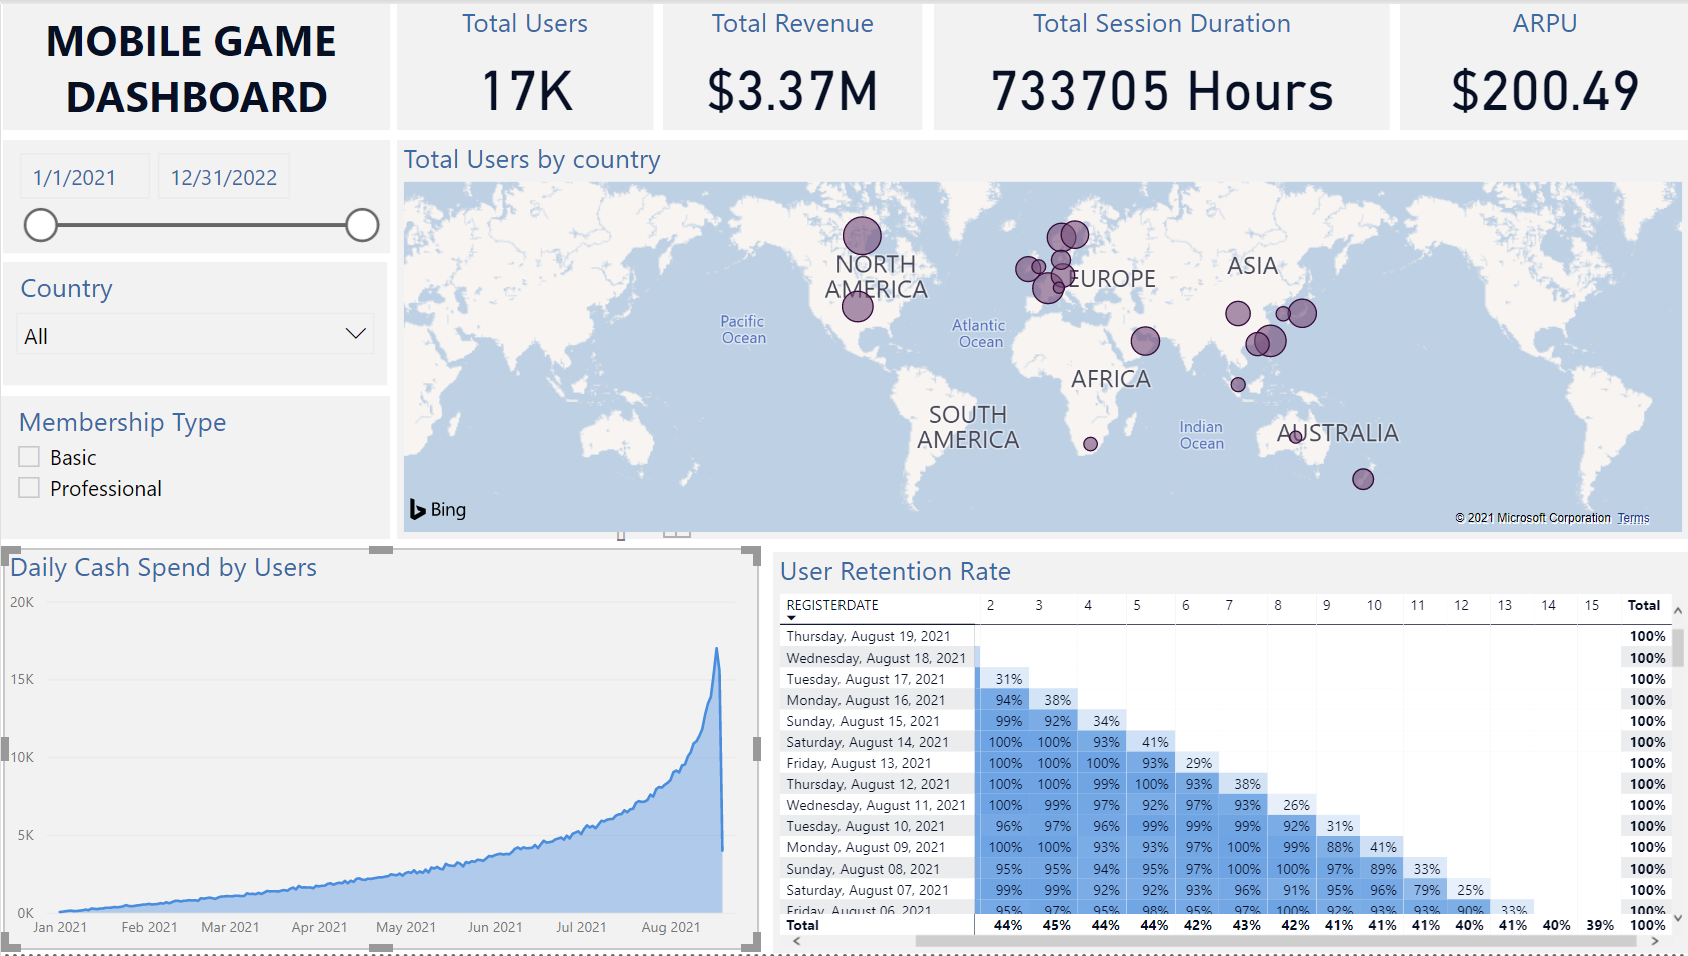 MOBILE GAME
DASHBOARD
Total Users
17K
Total Revenue
$3.37M
Total Session Duration
733705 Hours
ARPU
$200.49
1/1/2021 12/31/2022
Country
All
Membership Type
Basic
Professional
Total Users by country
NORTH
AMERICA
EUROPE
ASIA
Pacific
Ocean
Atlantic
Ocean
AFRICA
SOUTH
AMERICA
Indian
Ocean
AUSTRALIA
Bing
© 2021 Microsoft Corporation Terms
Daily Cash Spend by Users
20K
15K
10K
5K
0K
Jan 2021 Feb 2021 Mar 2021 Apr 2021 May 2021 Jun 2021 Jul 2021 Aug 2021
User Retention Rate
REGISTERDATE 2 3 4 5 6 7 8 9 10 11 12 13 14 15 Total
Thursday, August 19, 2021 100%
Wednesday, August 18, 2021 100%
Tuesday, August 17, 2021 31% 100%
Monday, August 16, 2021 94% 38% 100%
Sunday, August 15, 2021 99% 92% 34% 100%
Saturday, August 14, 2021 100% 100% 93% 41% 100%
Friday, August 13, 2021 100% 100% 100% 93% 29% 100%
Thursday, August 12, 2021 100% 100% 99% 100% 93% 38% 100%
Wednesday, August 11, 2021 100% 99% 97% 92% 97% 93% 26% 100%
Tuesday, August 10, 2021 96% 97% 96% 99% 99% 99% 92% 31% 100%
Monday, August 09, 2021 100% 100% 93% 93% 97% 100% 99% 88% 41% 100%
Sunday, August 08, 2021 95% 95% 94% 95% 97% 100% 100% 97% 89% 33% 100%
Saturday, August 07, 2021 99% 99% 92% 92% 93% 96% 91% 95% 96% 79% 25% 100%
Friday, August 06, 2021 95% 97% 95% 98% 95% 97% 100% 92% 93% 93% 90% 33% 100%
Total 44% 45% 44% 44% 42% 43% 42% 41% 41% 41% 40% 41% 40% 39% 100%